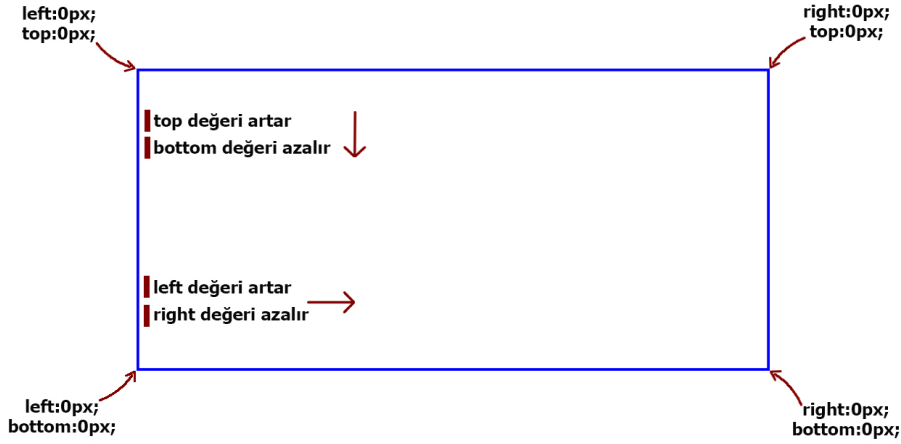 left:0px;
top:0px;
right:0px;
top:0px;
top değeri artar
bottom değeri azalır
left değeri artar
right değeri azalır
left:0px;
bottom:0px;
right:0px;
bottom:0px;